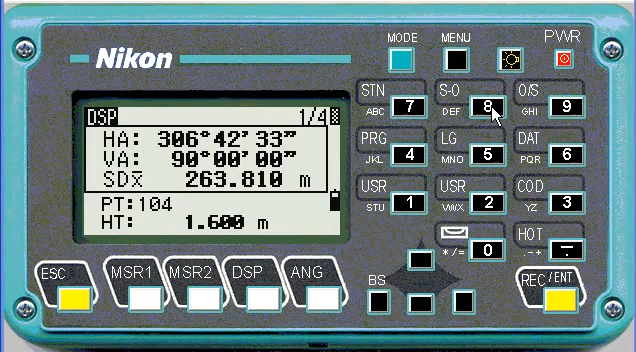 MODE MENU PWR
Nikon
STN S-O O/S
ABC 7 DEF 8 GHI 9
DSP 1/4
HA: 306°42'33"
VA: 90°00'00"
SDx̅ 263.810 m
PT:104
HT: 1.600 m
PRG LG DAT
JKL 4 MNO 5 PQR 6
USR USR COD
STU 1 VWX 2 YZ 3
HOT
*/= 0 .-+ -.
ESC MSR1 MSR2 DSP ANG BS REC/ENT